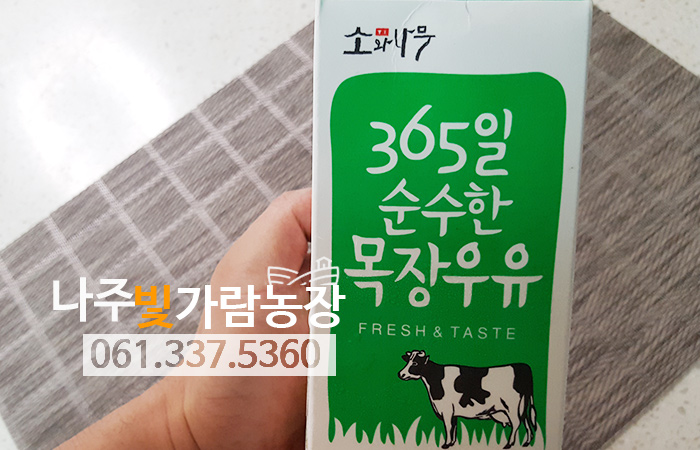 소와나무
365일
순수한
목장우유
FRESH & TASTE
나주빛가람농장
061.337.5360